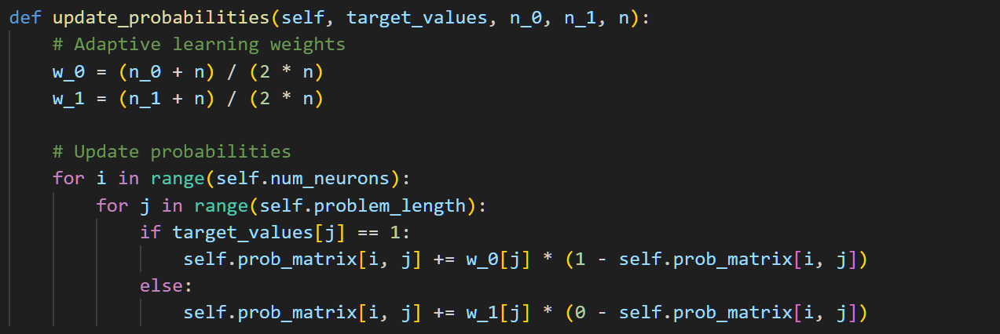 def update_probabilities(self, target_values, n_0, n_1, n):
    # Adaptive learning weights
    w_0 = (n_0 + n) / (2 * n)
    w_1 = (n_1 + n) / (2 * n)

    # Update probabilities
    for i in range(self.num_neurons):
        for j in range(self.problem_length):
            if target_values[j] == 1:
                self.prob_matrix[i, j] += w_0[j] * (1 - self.prob_matrix[i, j])
            else:
                self.prob_matrix[i, j] += w_1[j] * (0 - self.prob_matrix[i, j])